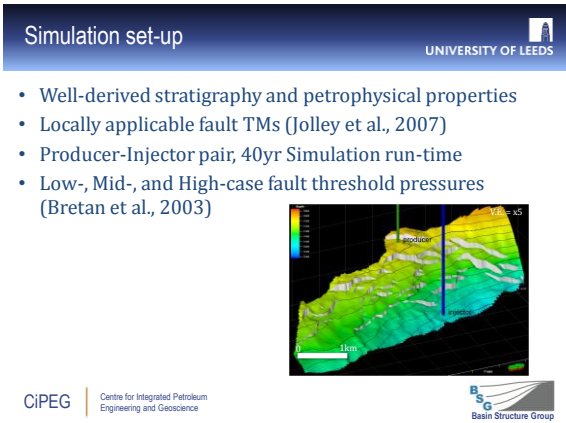 Simulation set-up
UNIVERSITY OF LEEDS
• Well-derived stratigraphy and petrophysical properties
• Locally applicable fault TMs (Jolley et al., 2007)
• Producer-Injector pair, 40yr Simulation run-time
• Low-, Mid-, and High-case fault threshold pressures
(Bretan et al., 2003)
V.E. = x5
producer
injector
0 1km
CiPEG
Centre for Integrated Petroleum
Engineering and Geoscience
BSG
Basin Structure Group